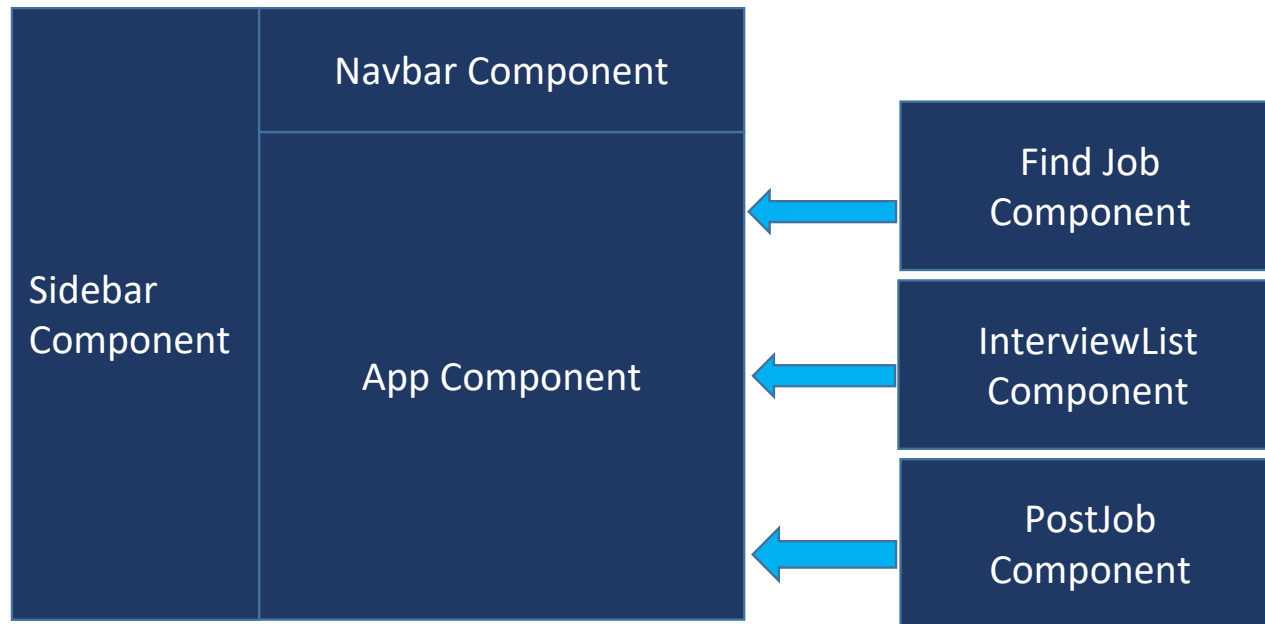 Navbar Component
Sidebar
Component
App Component
Find Job
Component
InterviewList
Component
PostJob
Component